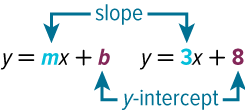 slope
y = mx + b y = 3x + 8
y-intercept